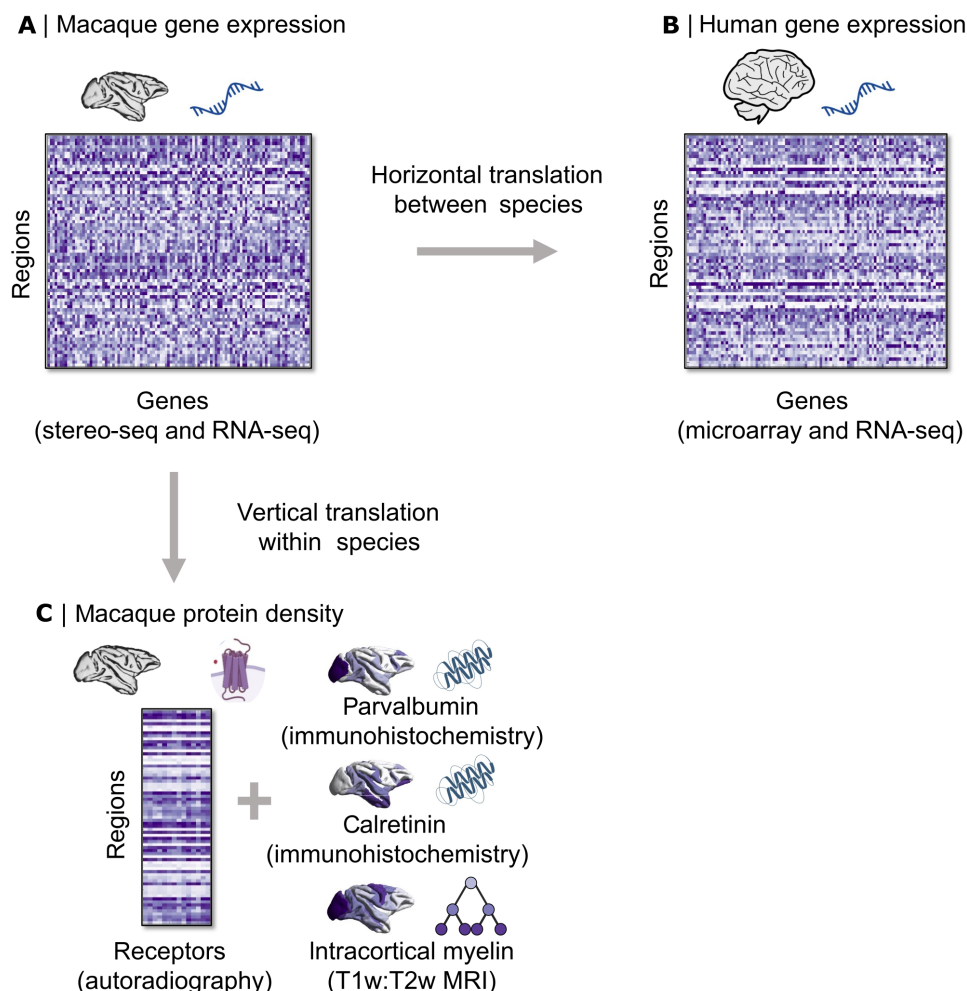 A | Macaque gene expression
B | Human gene expression
Regions
Horizontal translation
between species
Regions
Genes
(stereo-seq and RNA-seq)
Genes
(microarray and RNA-seq)
Vertical translation
within species
C | Macaque protein density
Regions
Receptors
(autoradiography)
Parvalbumin
(immunohistochemistry)
Calretinin
(immunohistochemistry)
Intracortical myelin
(T1w:T2w MRI)